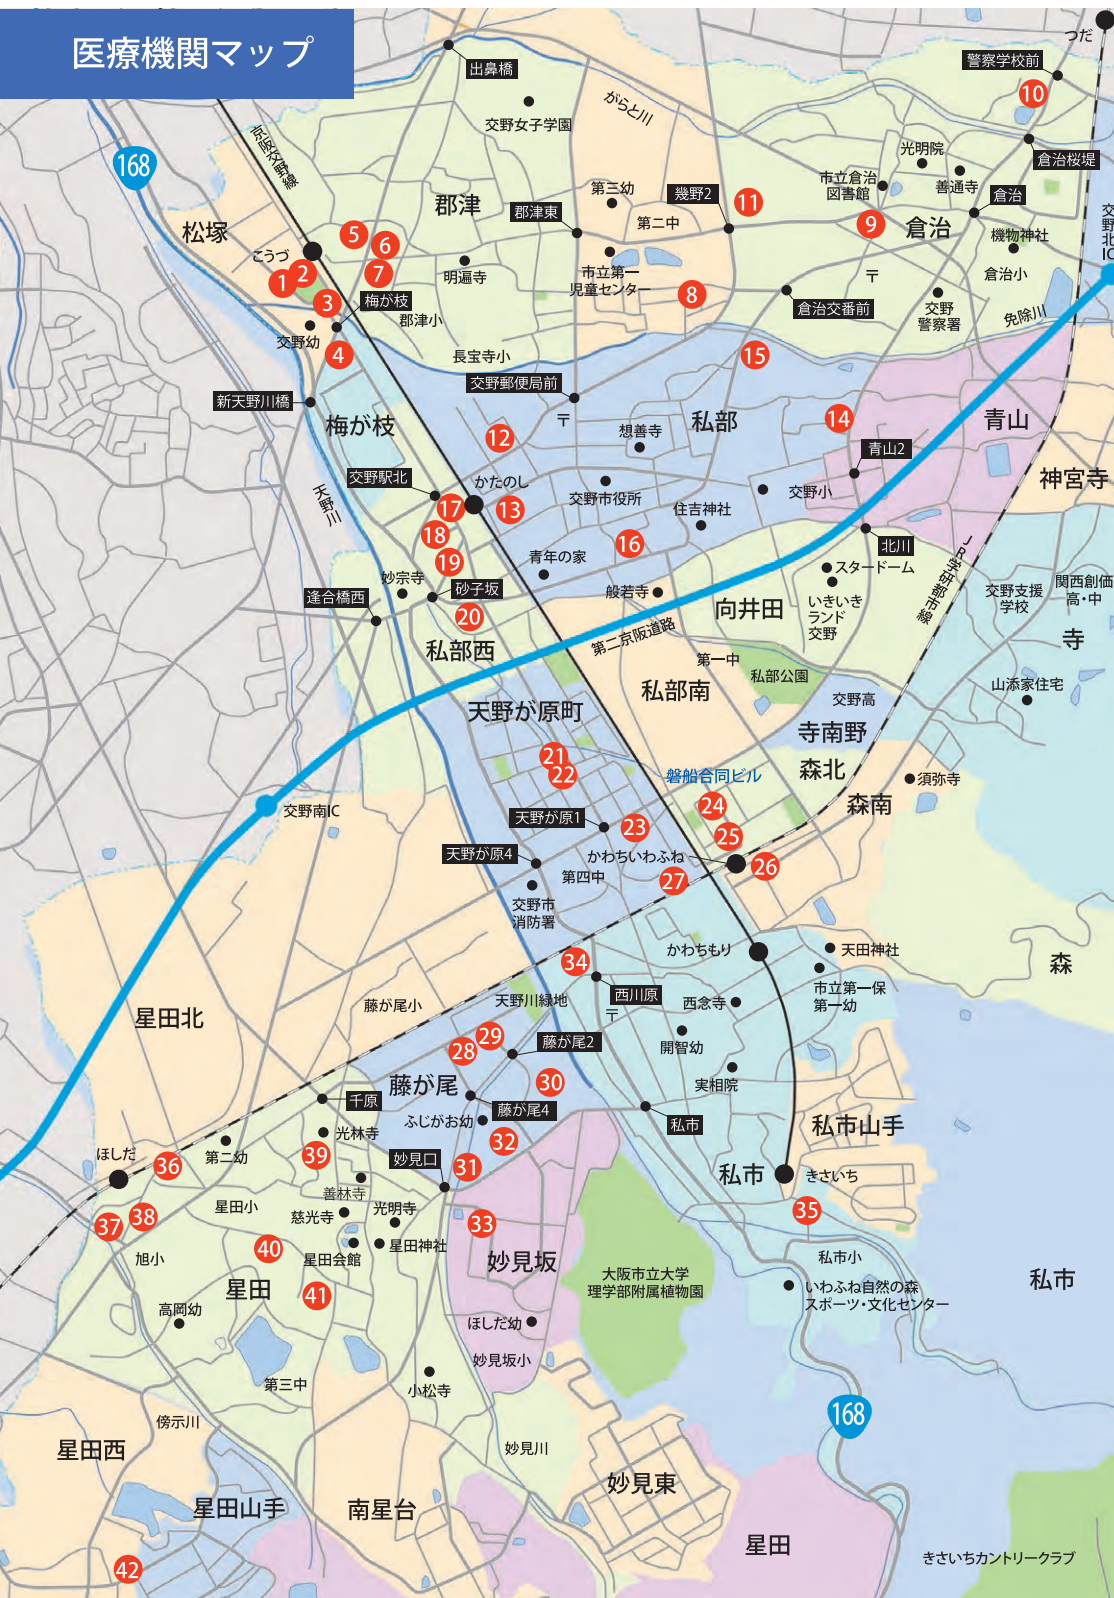 医療機関マップ
つだ
警察学校前
出鼻橋
10
がらと川
交野女子学園
京阪交野線
168
光明院
倉治桜堤
市立倉治
図書館
善通寺
倉治
第三幼
幾野2
11
郡津
郡津東
第二中
9
倉治
交野北IC
松塚
5
6
こうづ
機物神社
明遍寺
市立第一
児童センター
7
2
1
倉治小
〒
8
3
梅が枝
郡津小
倉治交番前
交野
警察署
免除川
交野幼
4
長宝寺小
15
交野郵便局前
新天野川橋
梅が枝
〒
私部
14
青山
想善寺
12
青山2
交野駅北
かたのし
神宮寺
交野市役所
交野小
天野川
17
13
住吉神社
18
16
北川
JR学研都市線
19
青年の家
スタードーム
妙宗寺
砂子坂
般若寺
いきいき
ランド
交野
交野支援
学校
関西創価
高・中
逢合橋西
20
向井田
寺
私部西
第二京阪道路
第一中
私部公園
私部南
山添家住宅
交野高
天野が原町
寺南野
21
22
磐船合同ビル
森北
須弥寺
森南
24
交野南IC
天野が原1
23
25
天野が原4
かわちいわふね
26
第四中
27
交野市
消防署
かわちもり
天田神社
森
34
市立第一保
第一幼
西川原
天野川緑地
西念寺
藤が尾小
〒
星田北
29
藤が尾2
開智幼
28
実相院
藤が尾
30
千原
藤が尾4
ふじがお幼
私市
私市山手
光林寺
32
ほしだ
第二幼
39
妙見口
36
31
私市
きさいち
善林寺
星田小
慈光寺
光明寺
35
38
37
33
40
星田神社
旭小
星田会館
妙見坂
私市小
大阪市立大学
理学部附属植物園
私市
星田
41
いわふね自然の森
スポーツ・文化センター
高岡幼
ほしだ幼
妙見坂小
第三中
小松寺
168
傍示川
星田西
妙見川
妙見東
星田山手
南星台
星田
きさいちカントリークラブ
42